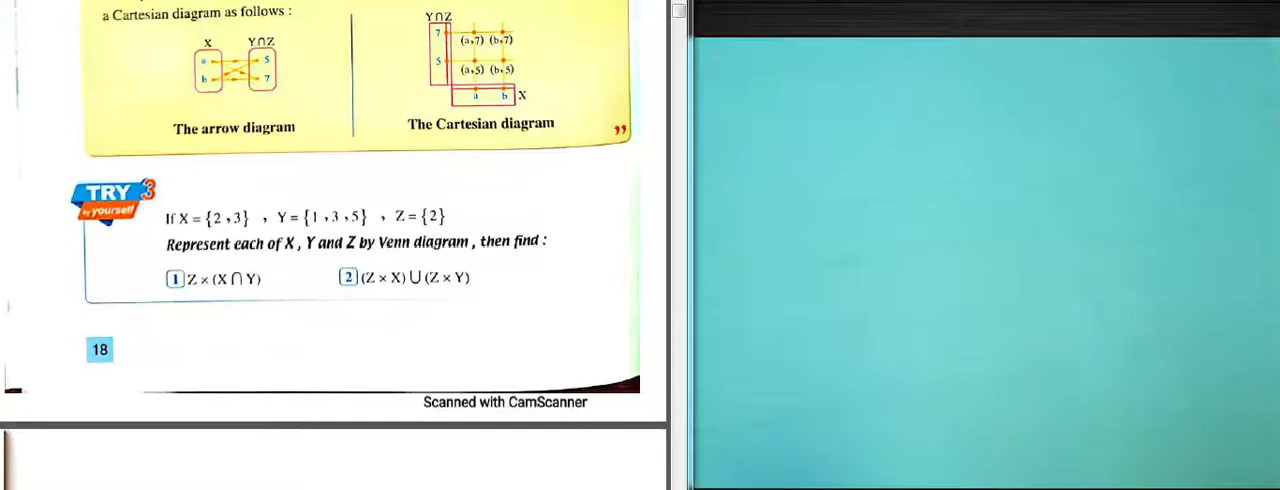 a Cartesian diagram as follows :
X Y∩Z
a 5
b 7
The arrow diagram
Y∩Z
7 (a,7) (b,7)
5 (a,5) (b,5)
a b X
The Cartesian diagram
”
TRY 3
by yourself
If X = {2 , 3} , Y = {1 , 3 , 5} , Z = {2}
Represent each of X , Y and Z by Venn diagram , then find :
1 Z × (X ∩ Y) 2 (Z × X) ∪ (Z × Y)
18
Scanned with CamScanner